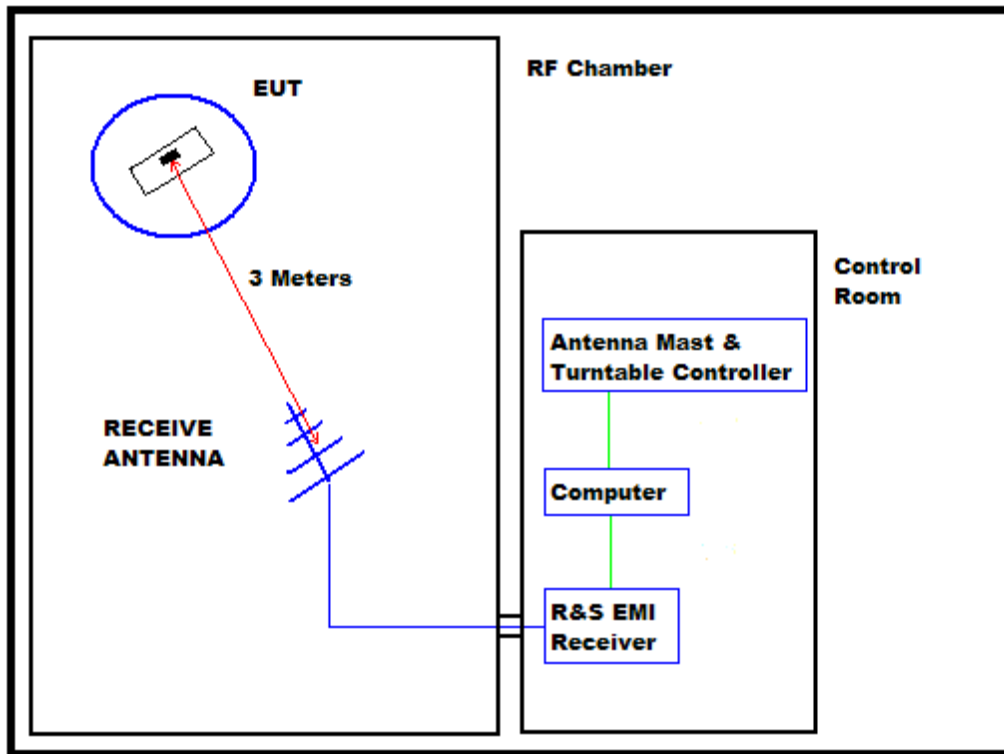 EUT
RF Chamber
3 Meters
RECEIVE
ANTENNA
Control
Room
Antenna Mast &
Turntable Controller
Computer
R&S EMI
Receiver